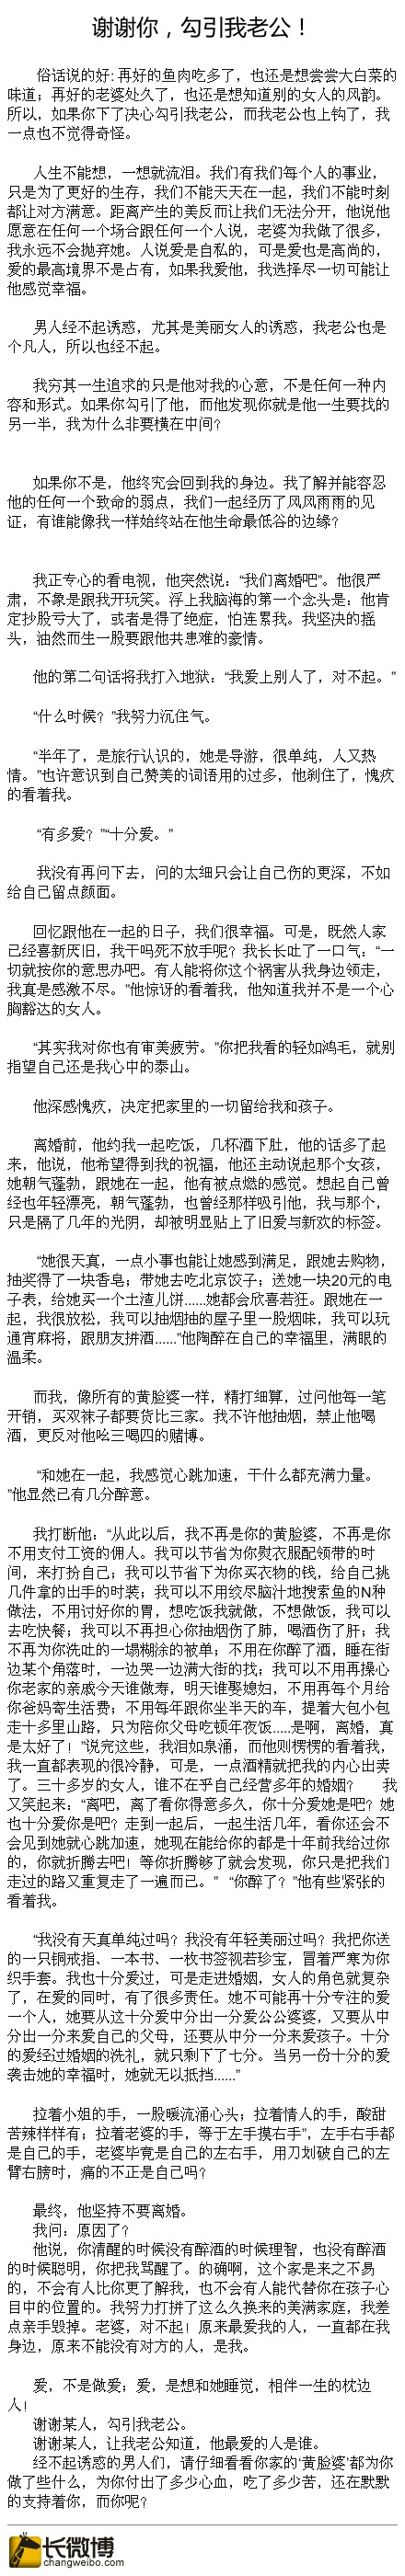 谢谢你，勾引我老公！
俗话说的好: 再好的鱼肉吃多了，也还是想尝尝大白菜的
味道；再好的老婆处久了，也还是想知道别的女人的风韵。
所以，如果你下了决心勾引我老公，而我老公也上钩了，我
一点也不觉得奇怪。
人生不能想，一想就流泪。我们有我们每个人的事业，
只是为了更好的生存，我们不能天天在一起，我们不能时刻
都让对方满意。距离产生的美反而让我们无法分开，他说他
愿意在任何一个场合跟任何一个人说，老婆为我做了很多，
我永远不会抛弃她。人说爱是自私的，可是爱也是高尚的，
爱的最高境界不是占有，如果我爱他，我选择尽一切可能让
他感觉幸福。
男人经不起诱惑，尤其是美丽女人的诱惑，我老公也是
个凡人，所以也经不起。
我穷其一生追求的只是他对我的心意，不是任何一种内
容和形式。如果你勾引了他，而他发现你就是他一生要找的
另一半，我为什么非要横在中间？
如果你不是，他终究会回到我的身边。我了解并能容忍
他的任何一个致命的弱点，我们一起经历了风风雨雨的见
证，有谁能像我一样始终站在他生命最低谷的边缘？
我正专心的看电视，他突然说：“我们离婚吧”。他很严
肃，不象是跟我开玩笑。浮上我脑海的第一个念头是：他肯
定抄股亏大了，或者是得了绝症，怕连累我。我坚决的摇
头，油然而生一股要跟他共患难的豪情。
他的第二句话将我打入地狱：“我爱上别人了，对不起。”
“什么时候？”我努力沉住气。
“半年了，是旅行认识的，她是导游，很单纯，人又热
情。”也许意识到自己赞美的词语用的过多，他刹住了，愧疚
的看着我。
“有多爱？”“十分爱。”
我没有再问下去，问的太细只会让自己伤的更深，不如
给自己留点颜面。
回忆跟他在一起的日子，我们很幸福。可是，既然人家
已经喜新厌旧，我干吗死不放手呢？我长长吐了一口气：“一
切就按你的意思办吧。有人能将你这个祸害从我身边领走，
我真是感激不尽。”他惊讶的看着我，他知道我并不是一个心
胸豁达的女人。
“其实我对你也有审美疲劳。”你把我看的轻如鸿毛，就别
指望自己还是我心中的泰山。
他深感愧疚，决定把家里的一切留给我和孩子。
离婚前，他约我一起吃饭，几杯酒下肚，他的话多了起
来，他说，他希望得到我的祝福，他还主动说起那个女孩，
她朝气蓬勃，跟她在一起，他有被点燃的感觉。想起自己曾
经也年轻漂亮，朝气蓬勃，也曾经那样吸引他，我与那个，
只是隔了几年的光阴，却被明显贴上了旧爱与新欢的标签。
“她很天真，一点小事也能让她感到满足，跟她去购物，
抽奖得了一块香皂；带她去吃北京饺子；送她一块20元的电
子表，给她买一个土渣儿饼......她都会欣喜若狂。跟她在一
起，我很放松，我可以抽烟抽的屋子里一股烟味，我可以玩
通宵麻将，跟朋友拼酒......”他陶醉在自己的幸福里，满眼的
温柔。
而我，像所有的黄脸婆一样，精打细算，过问他每一笔
开销，买双袜子都要货比三家。我不许他抽烟，禁止他喝
酒，更反对他吆三喝四的赌博。
“和她在一起，我感觉心跳加速，干什么都充满力量。
”他显然已有几分醉意。
我打断他：“从此以后，我不再是你的黄脸婆，不再是你
不用支付工资的佣人。我可以节省为你熨衣服配领带的时
间，来打扮自己；我可以节省下为你买衣物的钱，给自己挑
几件拿的出手的时装；我可以不用绞尽脑汁地搜索鱼的N种
做法，不用讨好你的胃，想吃饭我就做，不想做饭，我可以
去吃快餐；我可以不再担心你抽烟伤了肺，喝酒伤了肝；我
不再为你洗吐的一塌糊涂的被单；不用在你醉了酒，睡在街
边某个角落时，一边哭一边满大街的找；我可以不用再操心
你老家的亲戚今天谁做寿，明天谁娶媳妇，不用再每个月给
你爸妈寄生活费；不用每年跟你坐半天的车，提着大包小包
走十多里山路，只为陪你父母吃顿年夜饭.....是啊，离婚，真
是太好了！”说完这些，我泪如泉涌，而他则愣愣的看着我，
我一直都表现的很冷静，可是，一点酒精就把我的内心出卖
了。三十多岁的女人，谁不在乎自己经营多年的婚姻？ 我
又笑起来：“离吧，离了看你得意多久，你十分爱她是吧？她
也十分爱你是吧？走到一起后，一起生活几年，看你还会不
会见到她就心跳加速，她现在能给你的都是十年前我给过你
的，你就折腾去吧！等你折腾够了就会发现，你只是把我们
走过的路又重复走了一遍而已。” “你醉了？”他有些紧张的
看着我。
“我没有天真单纯过吗？我没有年轻美丽过吗？我把你送
的一只铜戒指、一本书、一枚书签视若珍宝，冒着严寒为你
织手套。我也十分爱过，可是走进婚姻，女人的角色就复杂
了，在爱的同时，有了很多责任。她不可能再十分专注的爱
一个人，她要从这十分爱中分出一分爱公公婆婆，又要从中
分出一分来爱自己的父母，还要从中分一分来爱孩子。十分
的爱经过婚姻的洗礼，就只剩下了七分。当另一份十分的爱
袭击她的幸福时，她就无以抵挡......”
拉着小姐的手，一股暖流涌心头；拉着情人的手，酸甜
苦辣样样有；拉着老婆的手，等于左手摸右手”，左手右手都
是自己的手，老婆毕竟是自己的左右手，用刀划破自己的左
臂右膀时，痛的不正是自己吗？
最终，他坚持不要离婚。
我问：原因了？
他说，你清醒的时候没有醉酒的时候理智，也没有醉酒
的时候聪明，你把我骂醒了。的确啊，这个家是来之不易
的，不会有人比你更了解我，也不会有人能代替你在孩子心
目中的位置的。我努力打拼了这么久换来的美满家庭，我差
点亲手毁掉。老婆，对不起！原来最爱我的人，一直都在我
身边，原来不能没有对方的人，是我。
爱，不是做爱；爱，是想和她睡觉，相伴一生的枕边
人！
谢谢某人，勾引我老公。
谢谢某人，让我老公知道，他最爱的人是谁。
经不起诱惑的男人们，请仔细看看你家的‘黄脸婆’都为你
做了些什么，为你付出了多少心血，吃了多少苦，还在默默
的支持着你，而你呢？
长微博
changweibo.com